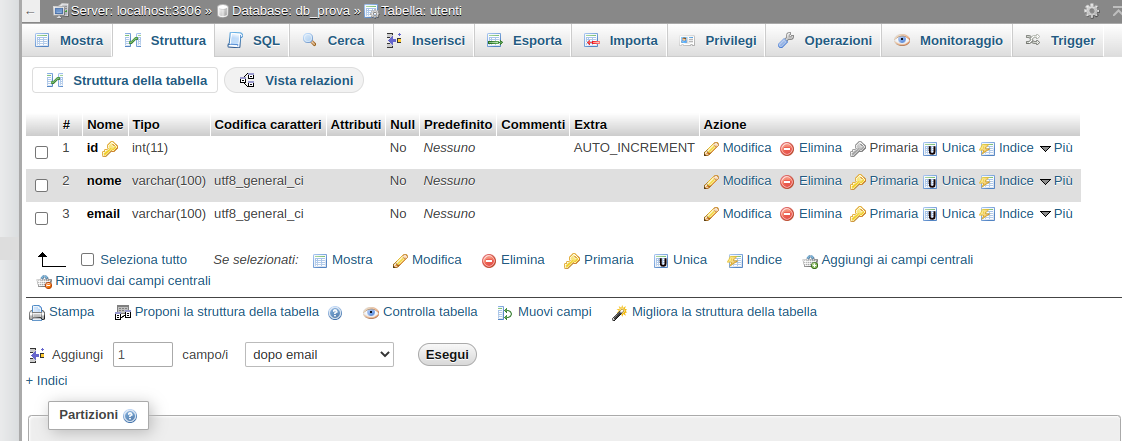 Server: localhost:3306 » Database: db_prova » Tabella: utenti
Mostra Struttura SQL Cerca Inserisci Esporta Importa Privilegi Operazioni Monitoraggio Trigger
Struttura della tabella Vista relazioni
# Nome Tipo Codifica caratteri Attributi Null Predefinito Commenti Extra Azione
1 id int(11) No Nessuno AUTO_INCREMENT Modifica Elimina Primaria Unica Indice Più
2 nome varchar(100) utf8_general_ci No Nessuno Modifica Elimina Primaria Unica Indice Più
3 email varchar(100) utf8_general_ci No Nessuno Modifica Elimina Primaria Unica Indice Più
Seleziona tutto Se selezionati: Mostra Modifica Elimina Primaria Unica Indice Aggiungi ai campi centrali
Rimuovi dai campi centrali
Stampa Proponi la struttura della tabella Controlla tabella Muovi campi Migliora la struttura della tabella
Aggiungi 1 campo/i dopo email Esegui
+ Indici
Partizioni